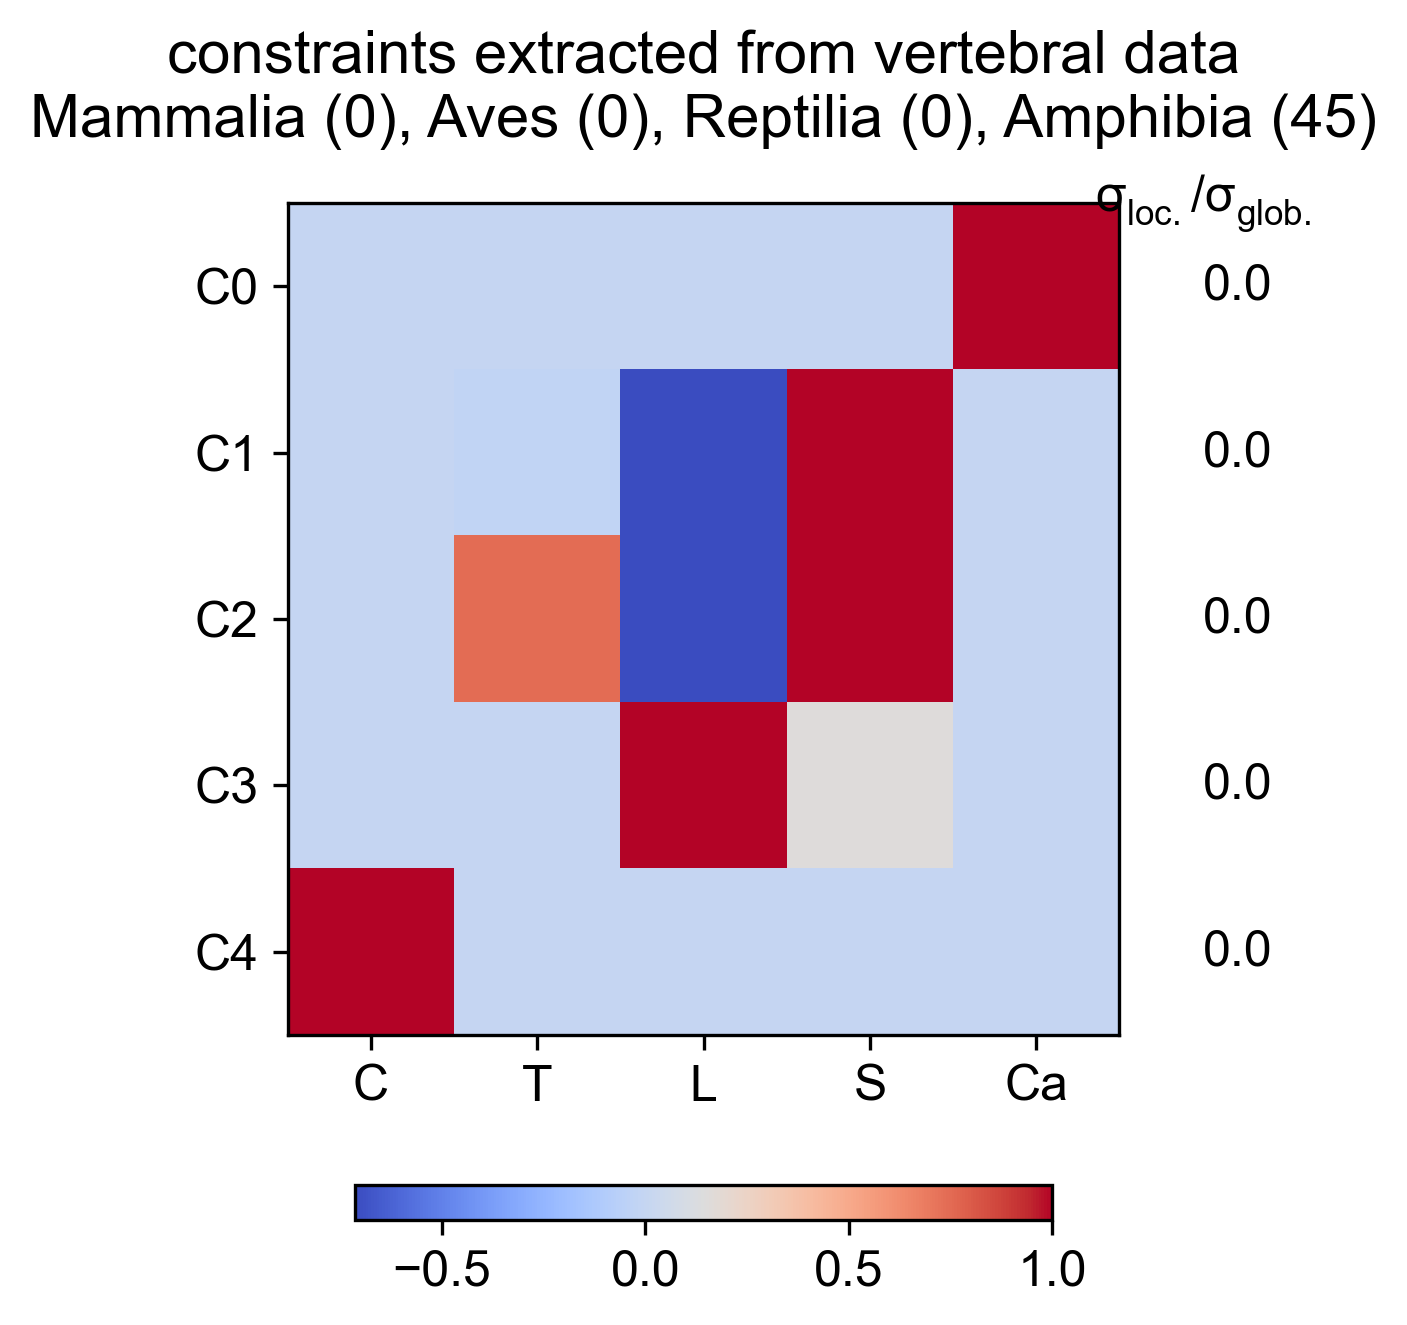 constraints extracted from vertebral data
Mammalia (0), Aves (0), Reptilia (0), Amphibia (45)
σloc. /σglob.
C0 0.0
C1 0.0
C2 0.0
C3 0.0
C4 0.0
C T L S Ca
−0.5 0.0 0.5 1.0